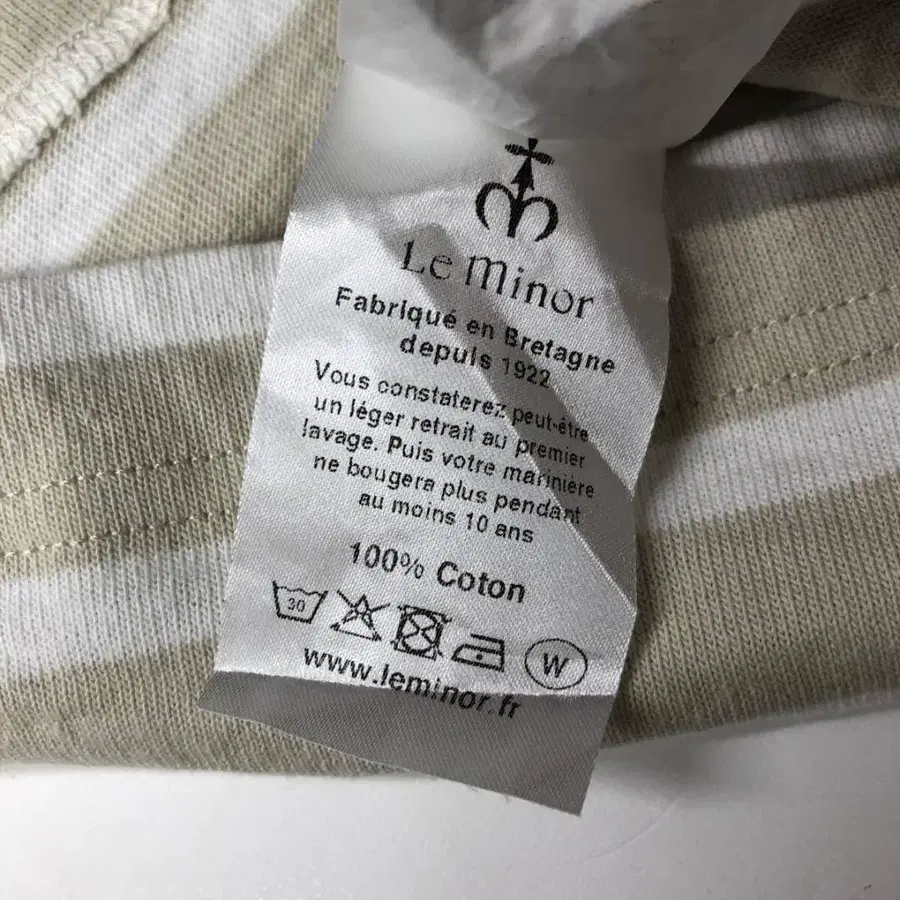 Le Minor
Fabriqué en Bretagne
depuis 1922
Vous constaterez peut-être
un léger retrait au premier
lavage. Puis votre marinière
ne bougera plus pendant
au moins 10 ans
100% Coton
30
W
www.leminor.fr